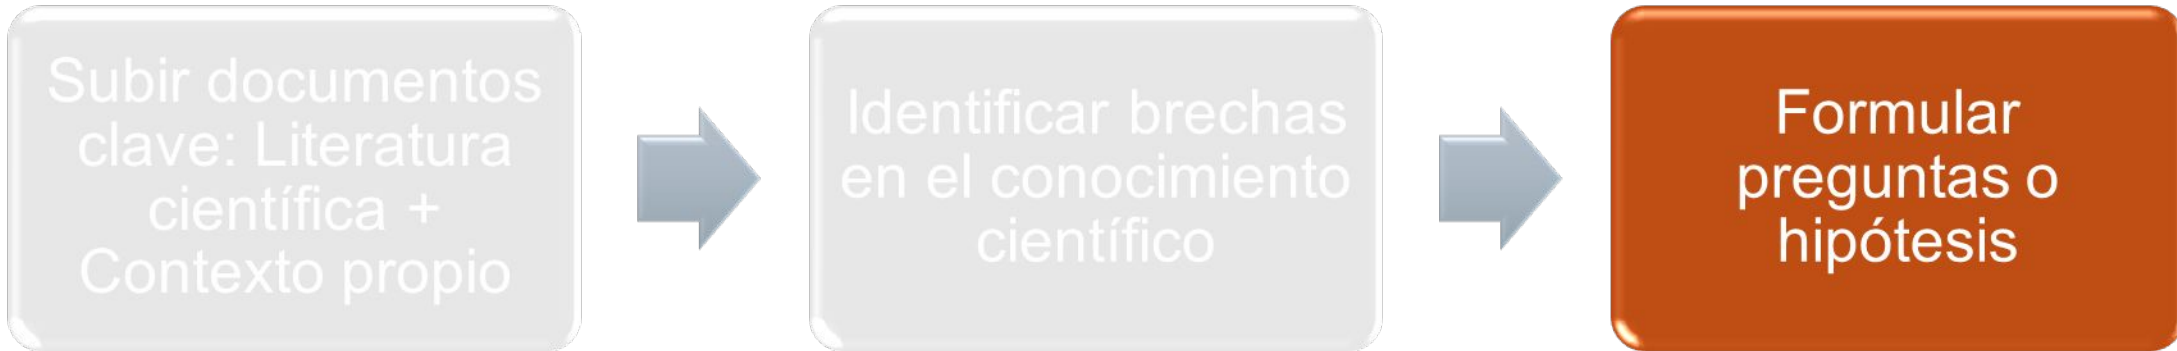 Subir documentos
clave: Literatura
científica +
Contexto propio
Identificar brechas
en el conocimiento
científico
Formular
preguntas o
hipótesis